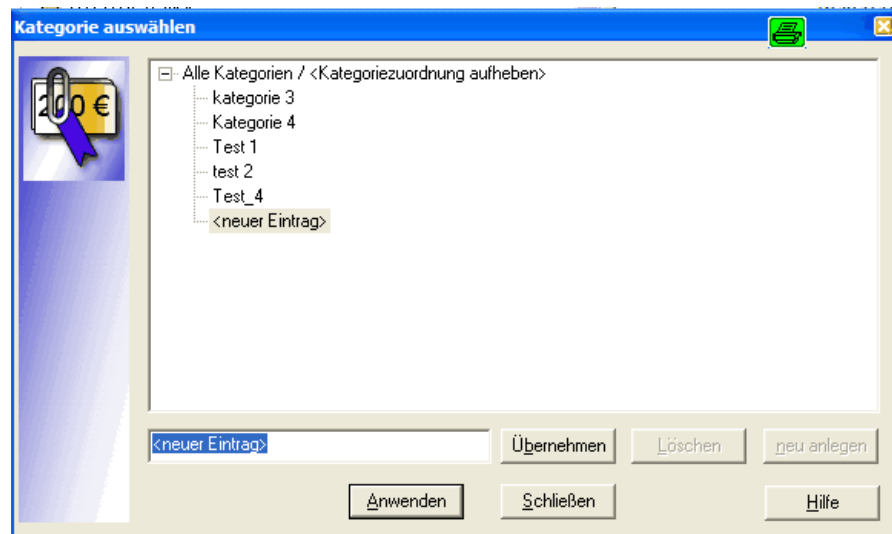 Kategorie auswählen
200 €
Alle Kategorien / <Kategoriezuordnung aufheben>
kategorie 3
Kategorie 4
Test 1
test 2
Test_4
<neuer Eintrag>
<neuer Eintrag>
Übernehmen
Löschen
neu anlegen
Anwenden
Schließen
Hilfe